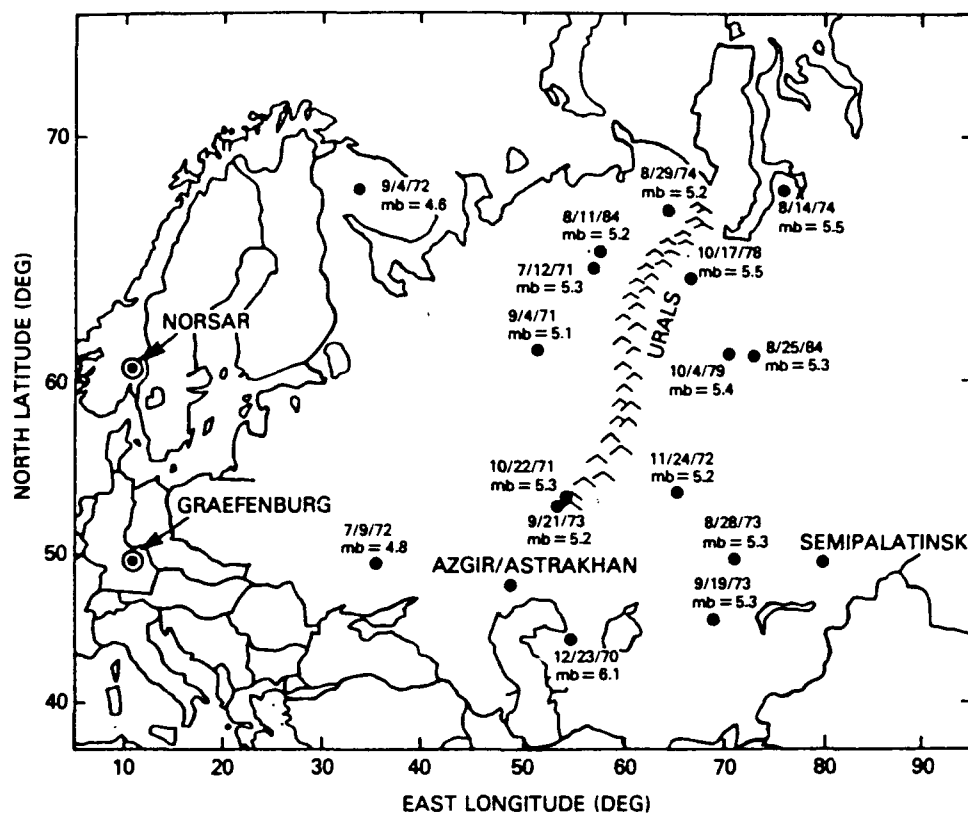 70
60
50
40
NORTH LATITUDE (DEG)
10
20
30
40
50
60
70
80
90
EAST LONGITUDE (DEG)
9/4/72
mb = 4.6
8/29/74
mb = 5.2
8/14/74
mb = 5.5
8/11/84
mb = 5.2
7/12/71
mb = 5.3
10/17/78
mb = 5.5
9/4/71
mb = 5.1
URALS
NORSAR
10/4/79
mb = 5.4
8/25/84
mb = 5.3
10/22/71
mb = 5.3
11/24/72
mb = 5.2
GRAEFENBURG
9/21/73
mb = 5.2
7/9/72
mb = 4.8
8/28/73
mb = 5.3
SEMIPALATINSK
AZGIR/ASTRAKHAN
9/19/73
mb = 5.3
12/23/70
mb = 6.1